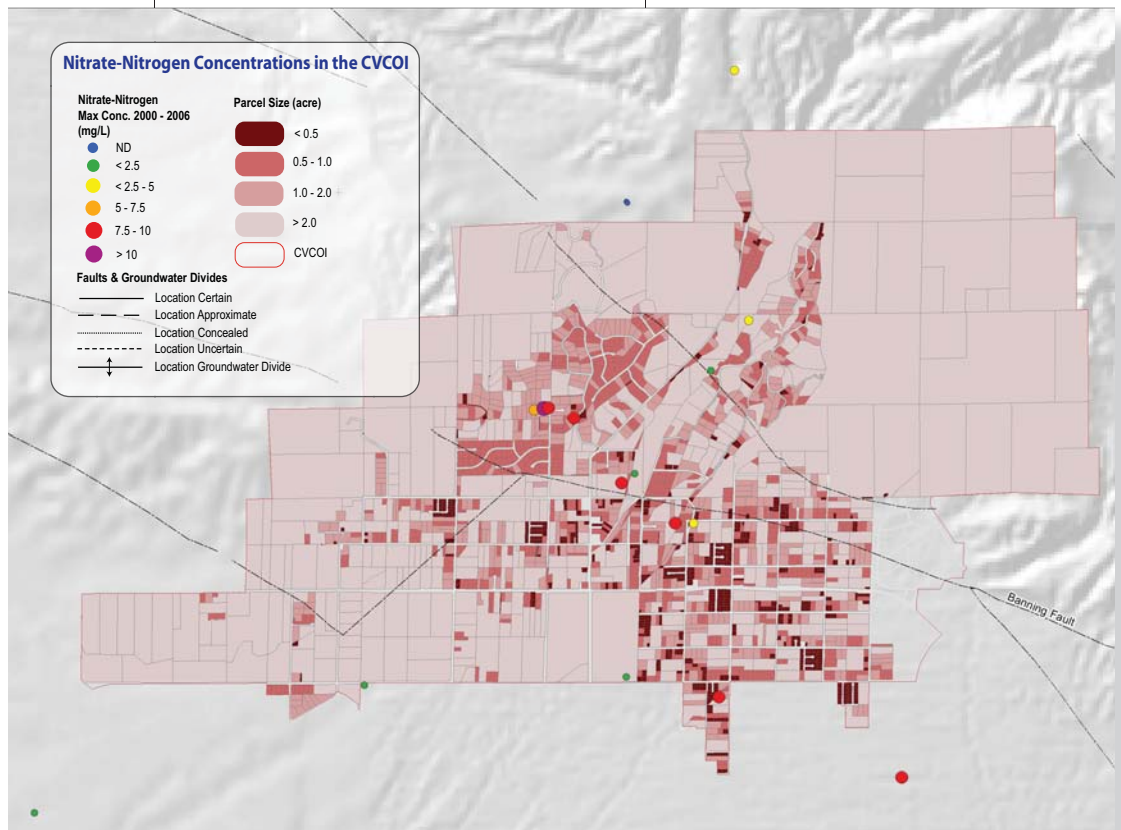 Nitrate-Nitrogen Concentrations in the CVCOI
Nitrate-Nitrogen
Max Conc. 2000 - 2006
(mg/L)
ND
< 2.5
< 2.5 - 5
5 - 7.5
7.5 - 10
> 10
Parcel Size (acre)
< 0.5
0.5 - 1.0
1.0 - 2.0
> 2.0
CVCOI
Faults & Groundwater Divides
Location Certain
Location Approximate
Location Concealed
Location Uncertain
Location Groundwater Divide
Banning Fault